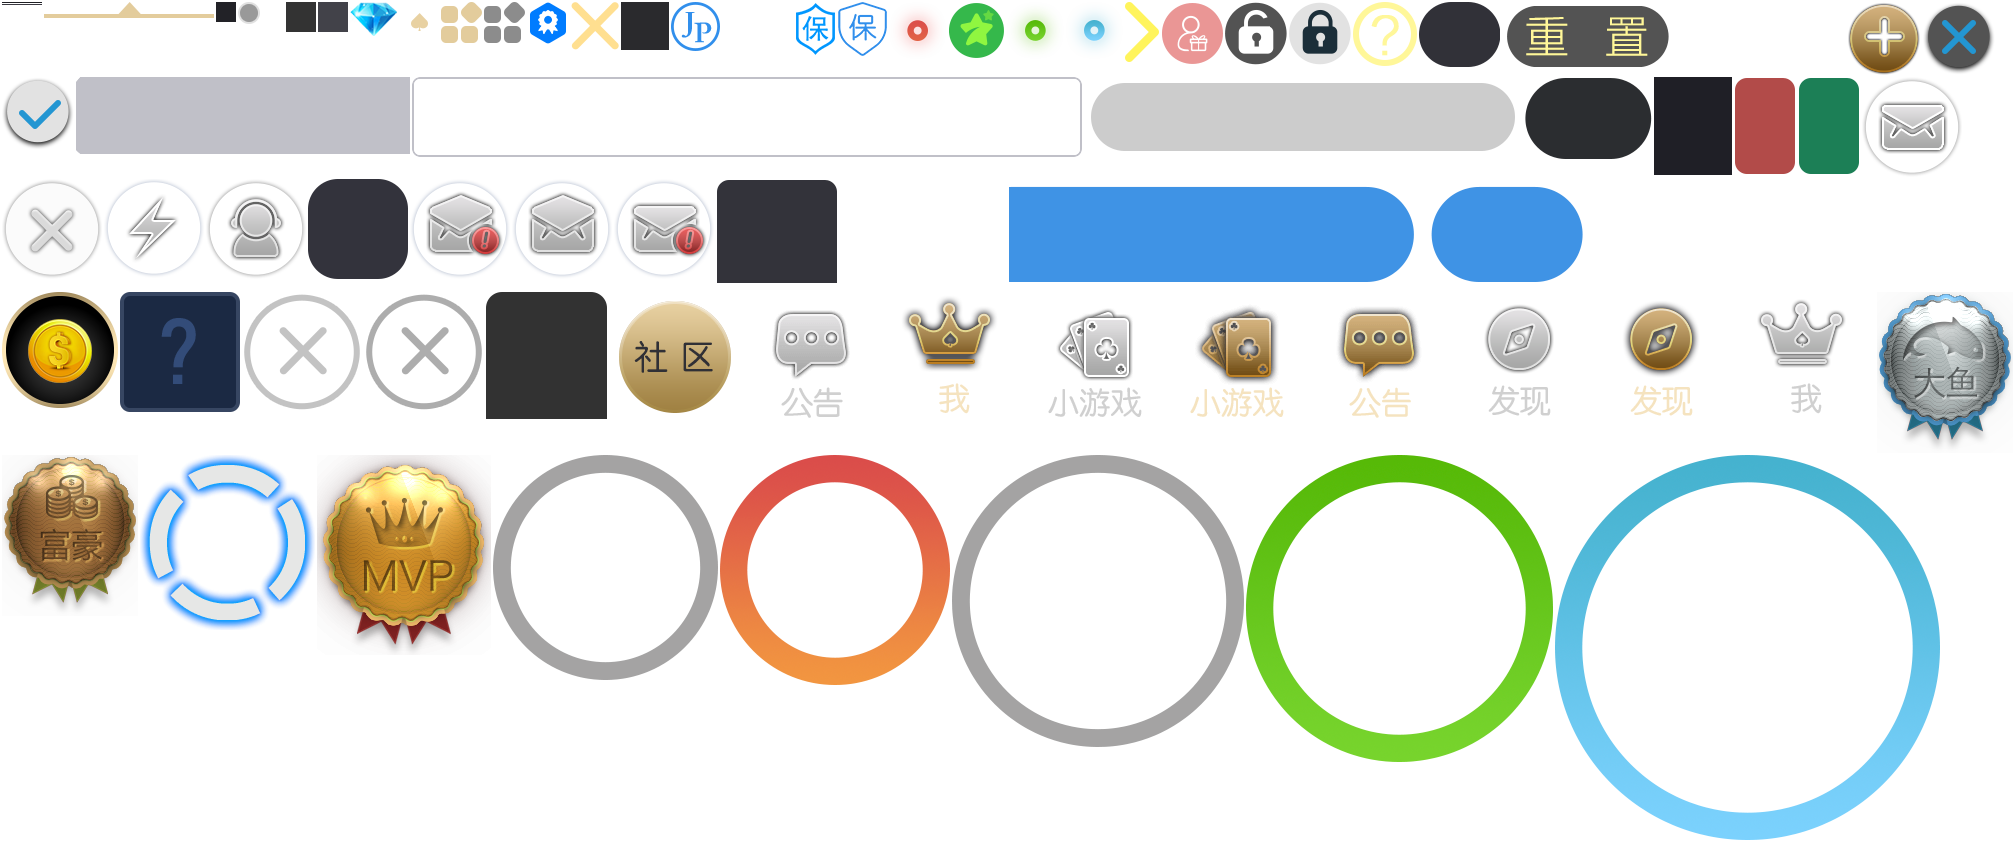 JP
保
保
重 置
?
?
$
?
社 区
公告
我
小游戏
小游戏
公告
发现
发现
我
大鱼
富豪
MVP